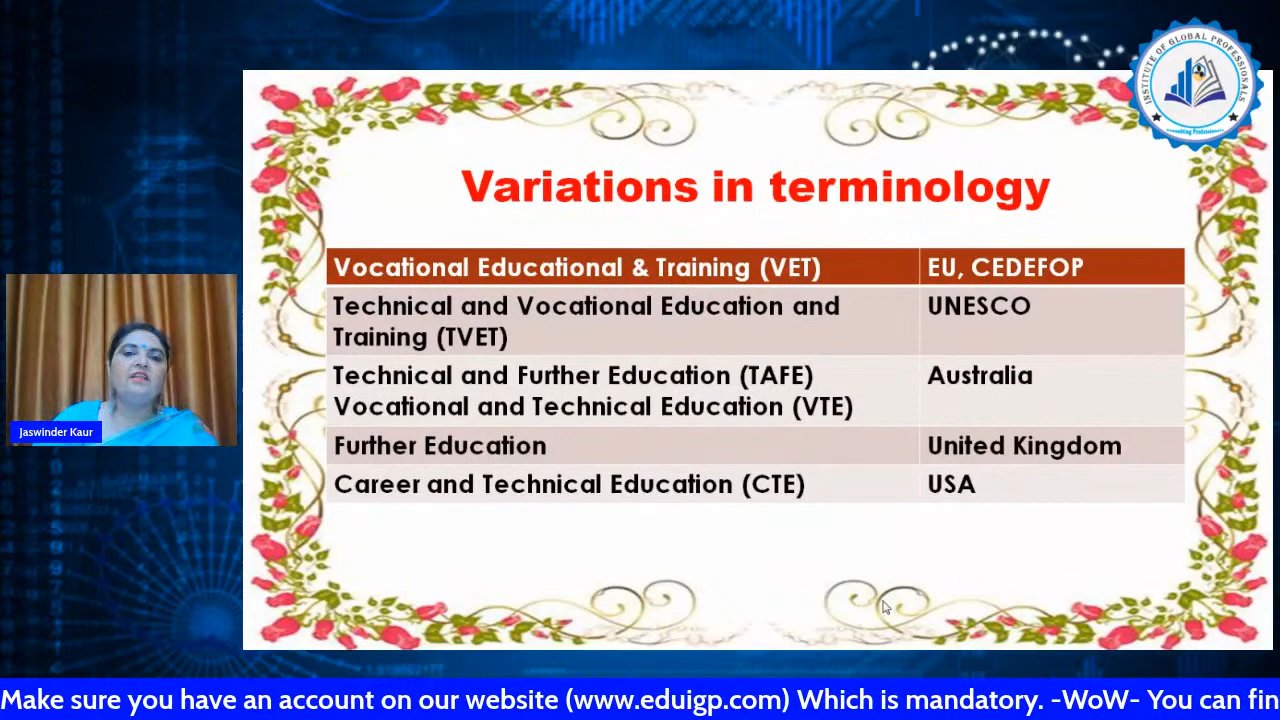 INSTITUTE OF GLOBAL PROFESSIONALS
Consulting Professionals
Variations in terminology
Vocational Educational & Training (VET) EU, CEDEFOP
Technical and Vocational Education and UNESCO
Training (TVET)
Technical and Further Education (TAFE) Australia
Vocational and Technical Education (VTE)
Further Education United Kingdom
Career and Technical Education (CTE) USA
Jaswinder Kaur
Make sure you have an account on our website (www.eduigp.com) Which is mandatory. -WoW- You can fin